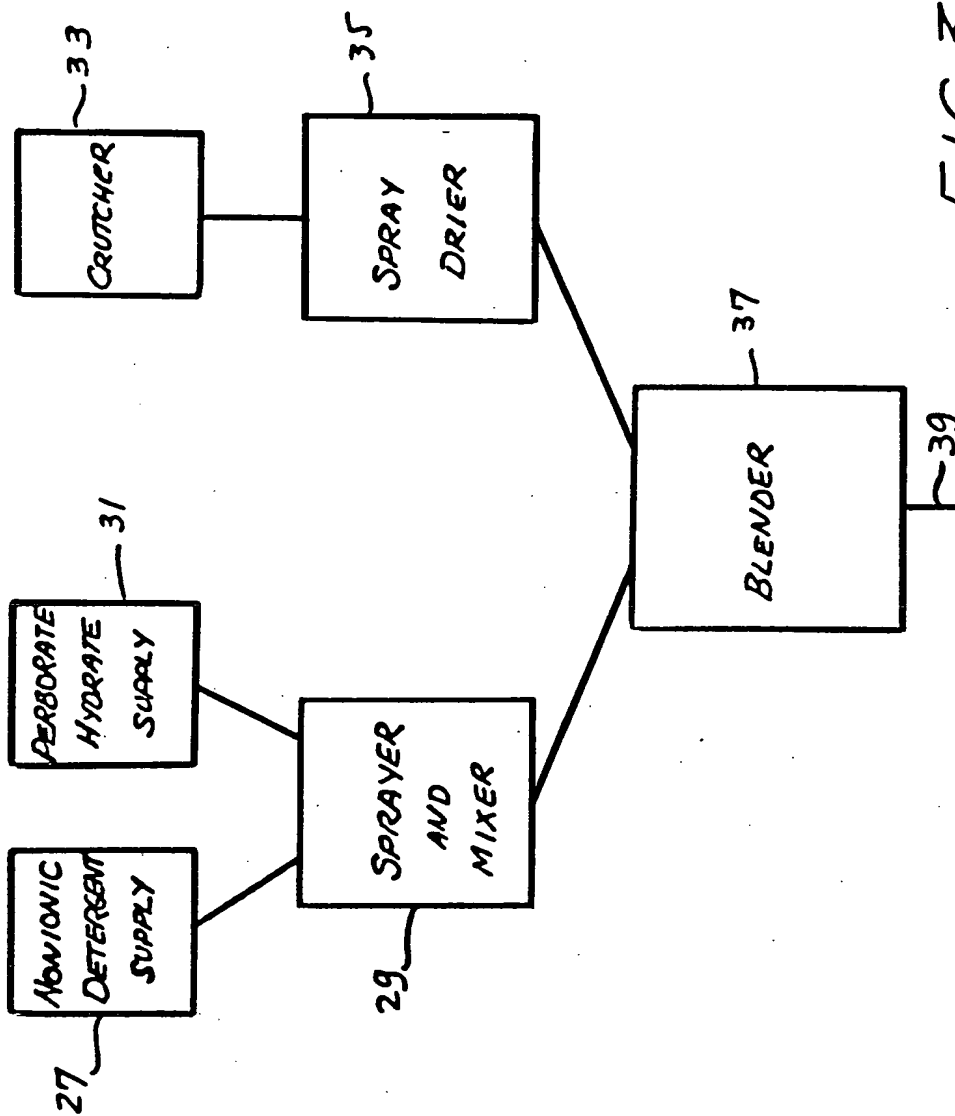 NONIONIC
DETERGENT
SUPPLY
27
PERBORATE
HYDRATE
SUPPLY
31
CRUTCHER
33
SPRAYER
AND
MIXER
29
SPRAY
DRIER
35
BLENDER
37
39